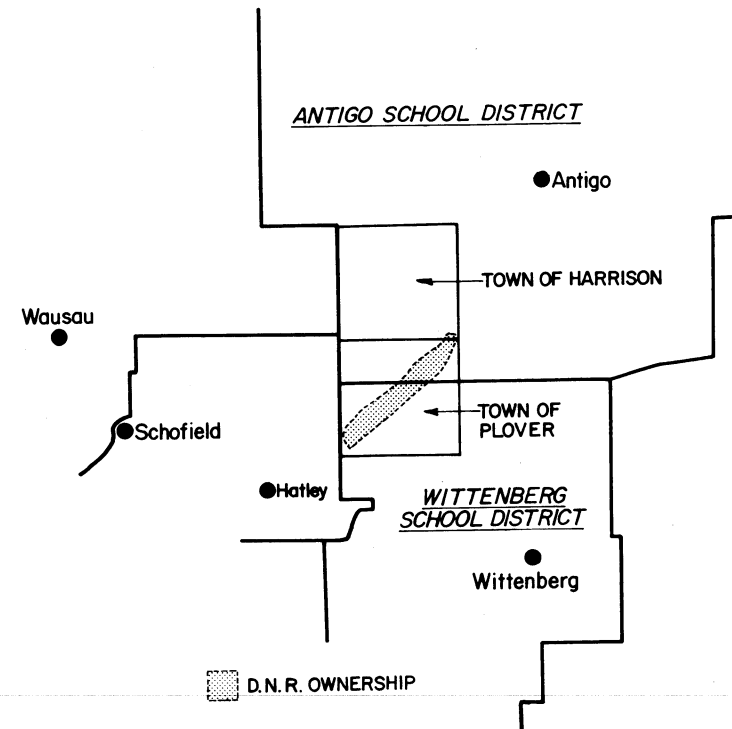 ANTIGO SCHOOL DISTRICT
Antigo
TOWN OF HARRISON
Wausau
TOWN OF
PLOVER
Schofield
Hatley
WITTENBERG
SCHOOL DISTRICT
Wittenberg
D.N.R. OWNERSHIP